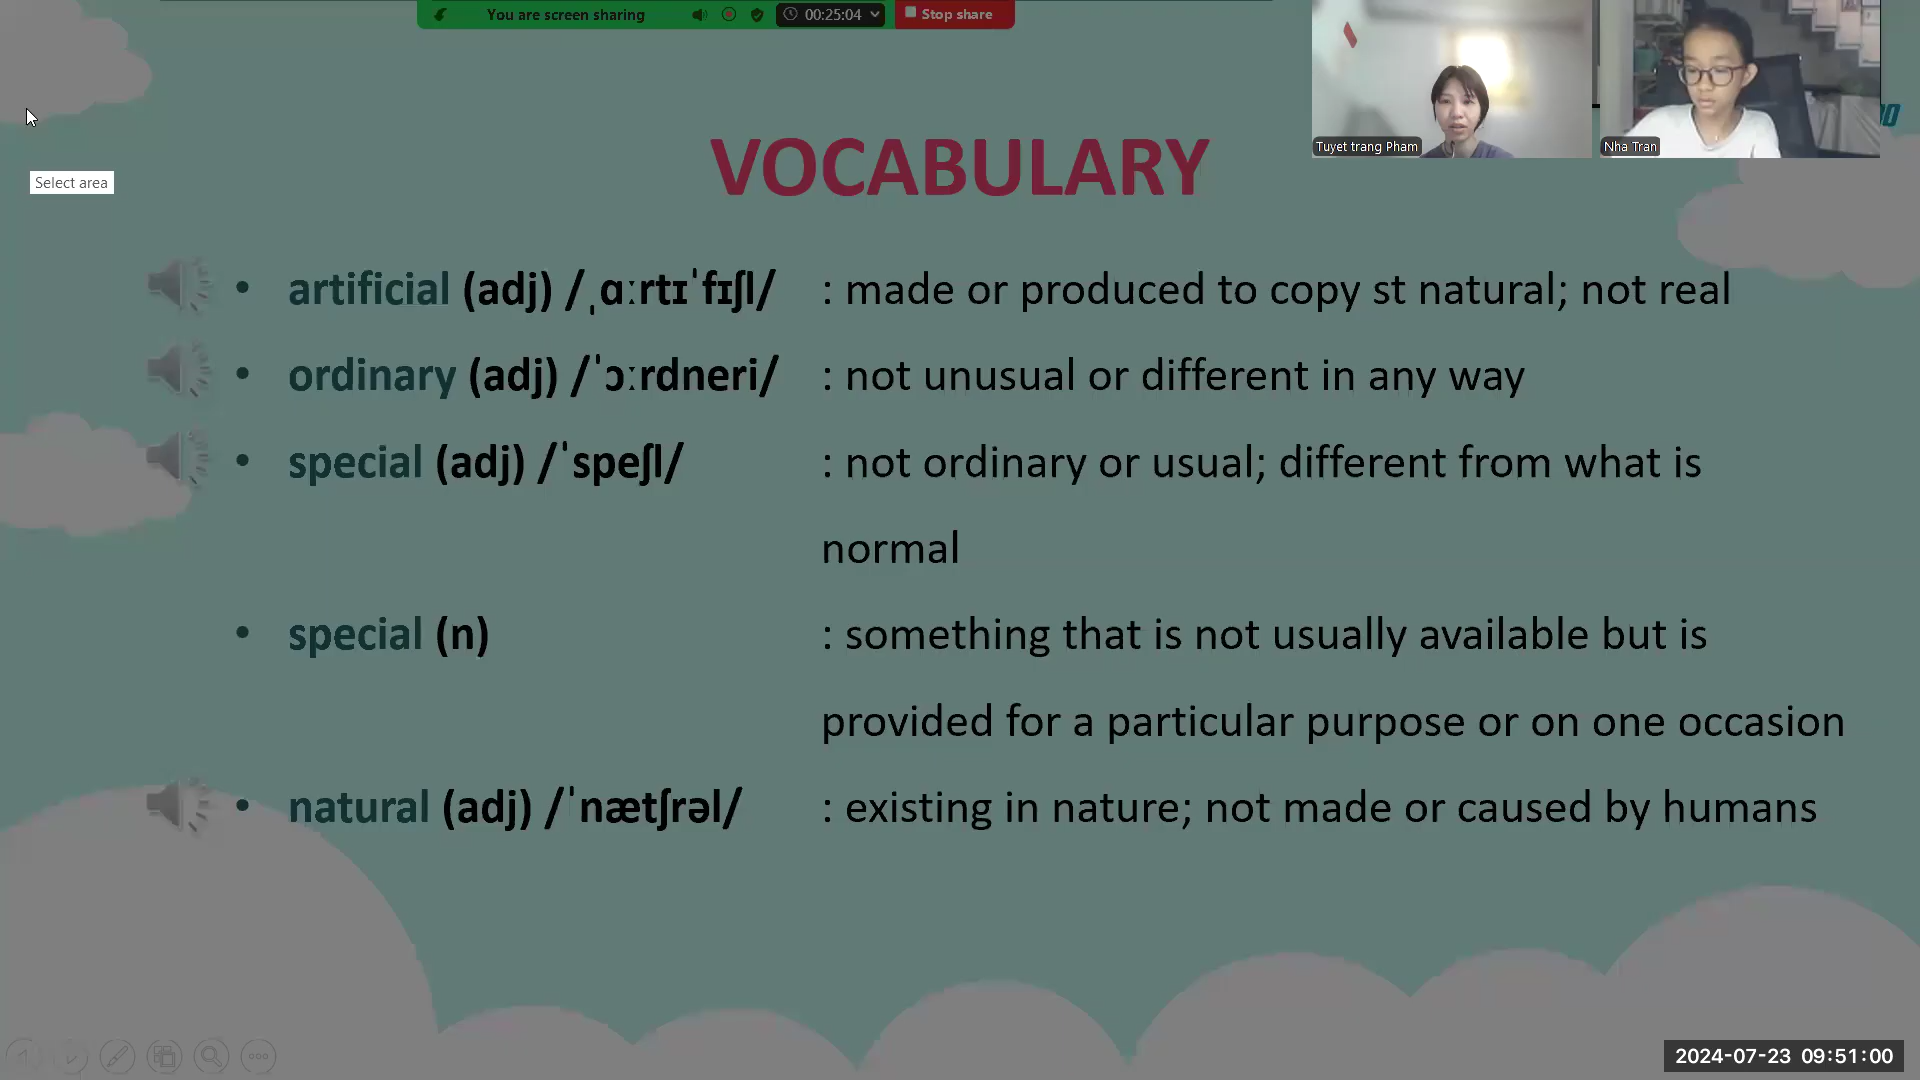 You are screen sharing
00:25:04
Stop share
Select area
Tuyet trang Pham
Nha Tran
VOCABULARY
• artificial (adj) /ˌɑːrtɪˈfɪʃl/ : made or produced to copy st natural; not real
• ordinary (adj) /ˈɔːrdneri/ : not unusual or different in any way
• special (adj) /ˈspeʃl/ : not ordinary or usual; different from what is
normal
• special (n) : something that is not usually available but is
provided for a particular purpose or on one occasion
• natural (adj) /ˈnætʃrəl/ : existing in nature; not made or caused by humans
2024-07-23 09:51:00